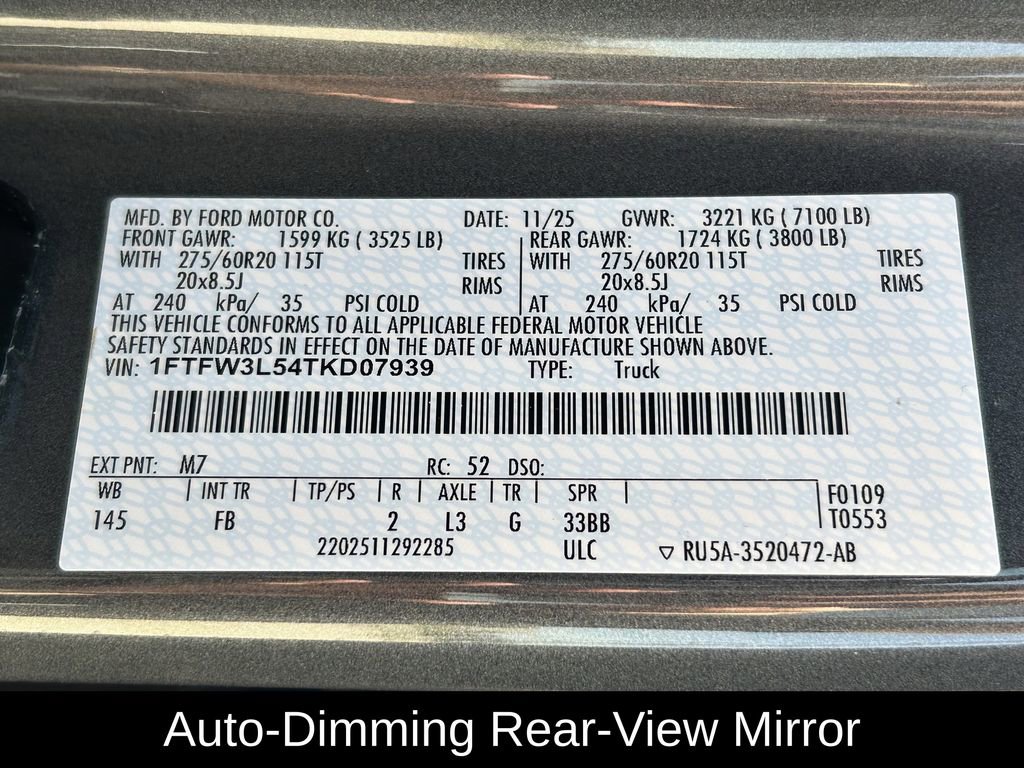 MFD. BY FORD MOTOR CO. DATE: 11/25 GVWR: 3221 KG ( 7100 LB)
FRONT GAWR: 1599 KG ( 3525 LB) REAR GAWR: 1724 KG ( 3800 LB)
WITH 275/60R20 115T TIRES WITH 275/60R20 115T TIRES
20x8.5J RIMS 20x8.5J RIMS
AT 240 kPa/ 35 PSI COLD AT 240 kPa/ 35 PSI COLD
THIS VEHICLE CONFORMS TO ALL APPLICABLE FEDERAL MOTOR VEHICLE
SAFETY STANDARDS IN EFFECT ON THE DATE OF MANUFACTURE SHOWN ABOVE.
VIN: 1FTFW3L54TKD07939 TYPE: Truck
EXT PNT: M7 RC: 52 DSO:
WB INT TR TP/PS R AXLE TR SPR F0109
145 FB 2 L3 G 33BB T0553
2202511292285 ULC ▽ RU5A-3520472-AB
Auto-Dimming Rear-View Mirror